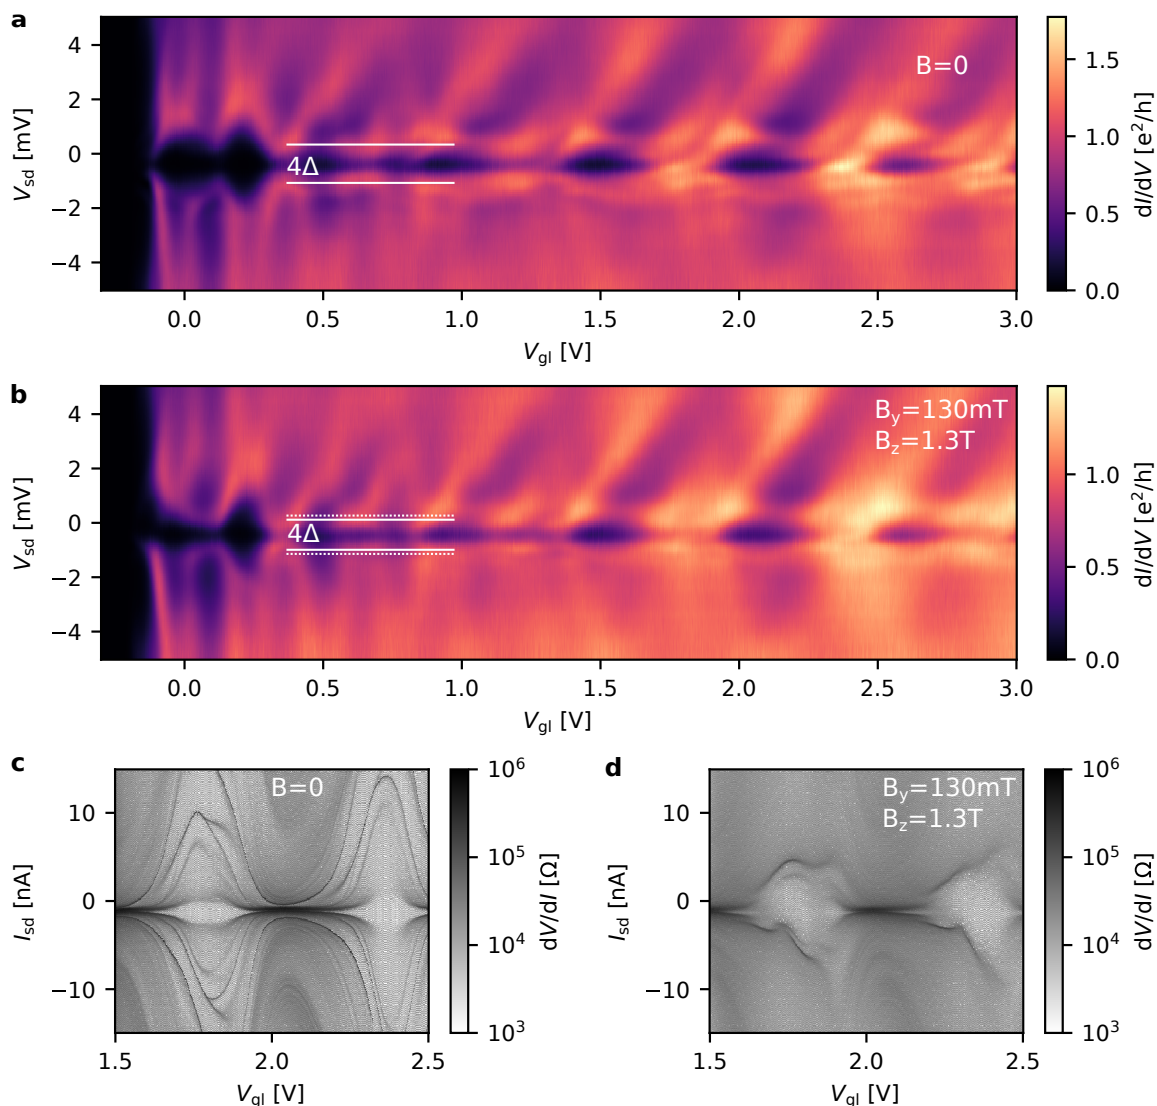 a
B=0
4Δ
4
2
0
−2
−4
V_sd [mV]
0.0
0.5
1.0
1.5
2.0
2.5
3.0
V_gl [V]
1.5
1.0
0.5
0.0
dI/dV [e²/h]
b
B_y=130mT
B_z=1.3T
4Δ
4
2
0
−2
−4
V_sd [mV]
0.0
0.5
1.0
1.5
2.0
2.5
3.0
V_gl [V]
1.0
0.5
0.0
dI/dV [e²/h]
c
B=0
10
0
−10
I_sd [nA]
1.5
2.0
2.5
V_gl [V]
10⁶
10⁵
10⁴
10³
dV/dI [Ω]
d
B_y=130mT
B_z=1.3T
10
0
−10
I_sd [nA]
1.5
2.0
2.5
V_gl [V]
10⁶
10⁵
10⁴
10³
dV/dI [Ω]